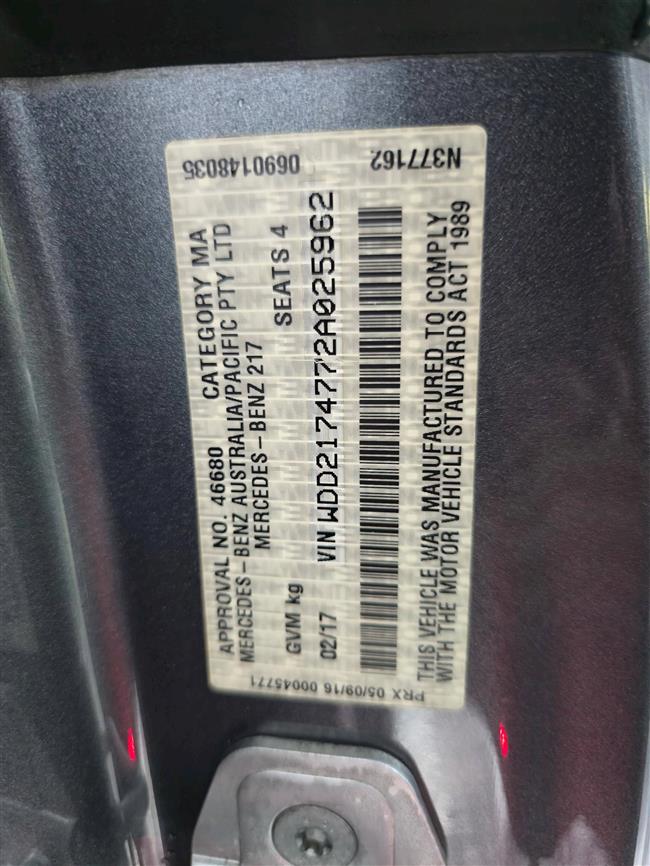 APPROVAL NO. 46680 CATEGORY MA
MERCEDES-BENZ AUSTRALIA/PACIFIC PTY LTD
MERCEDES-BENZ 217
GVM kg SEATS 4
02/17 VIN WDD2174772A025962
THIS VEHICLE WAS MANUFACTURED TO COMPLY
WITH THE MOTOR VEHICLE STANDARDS ACT 1989
0690148035
N377162
PRX 05/09/16 00045771